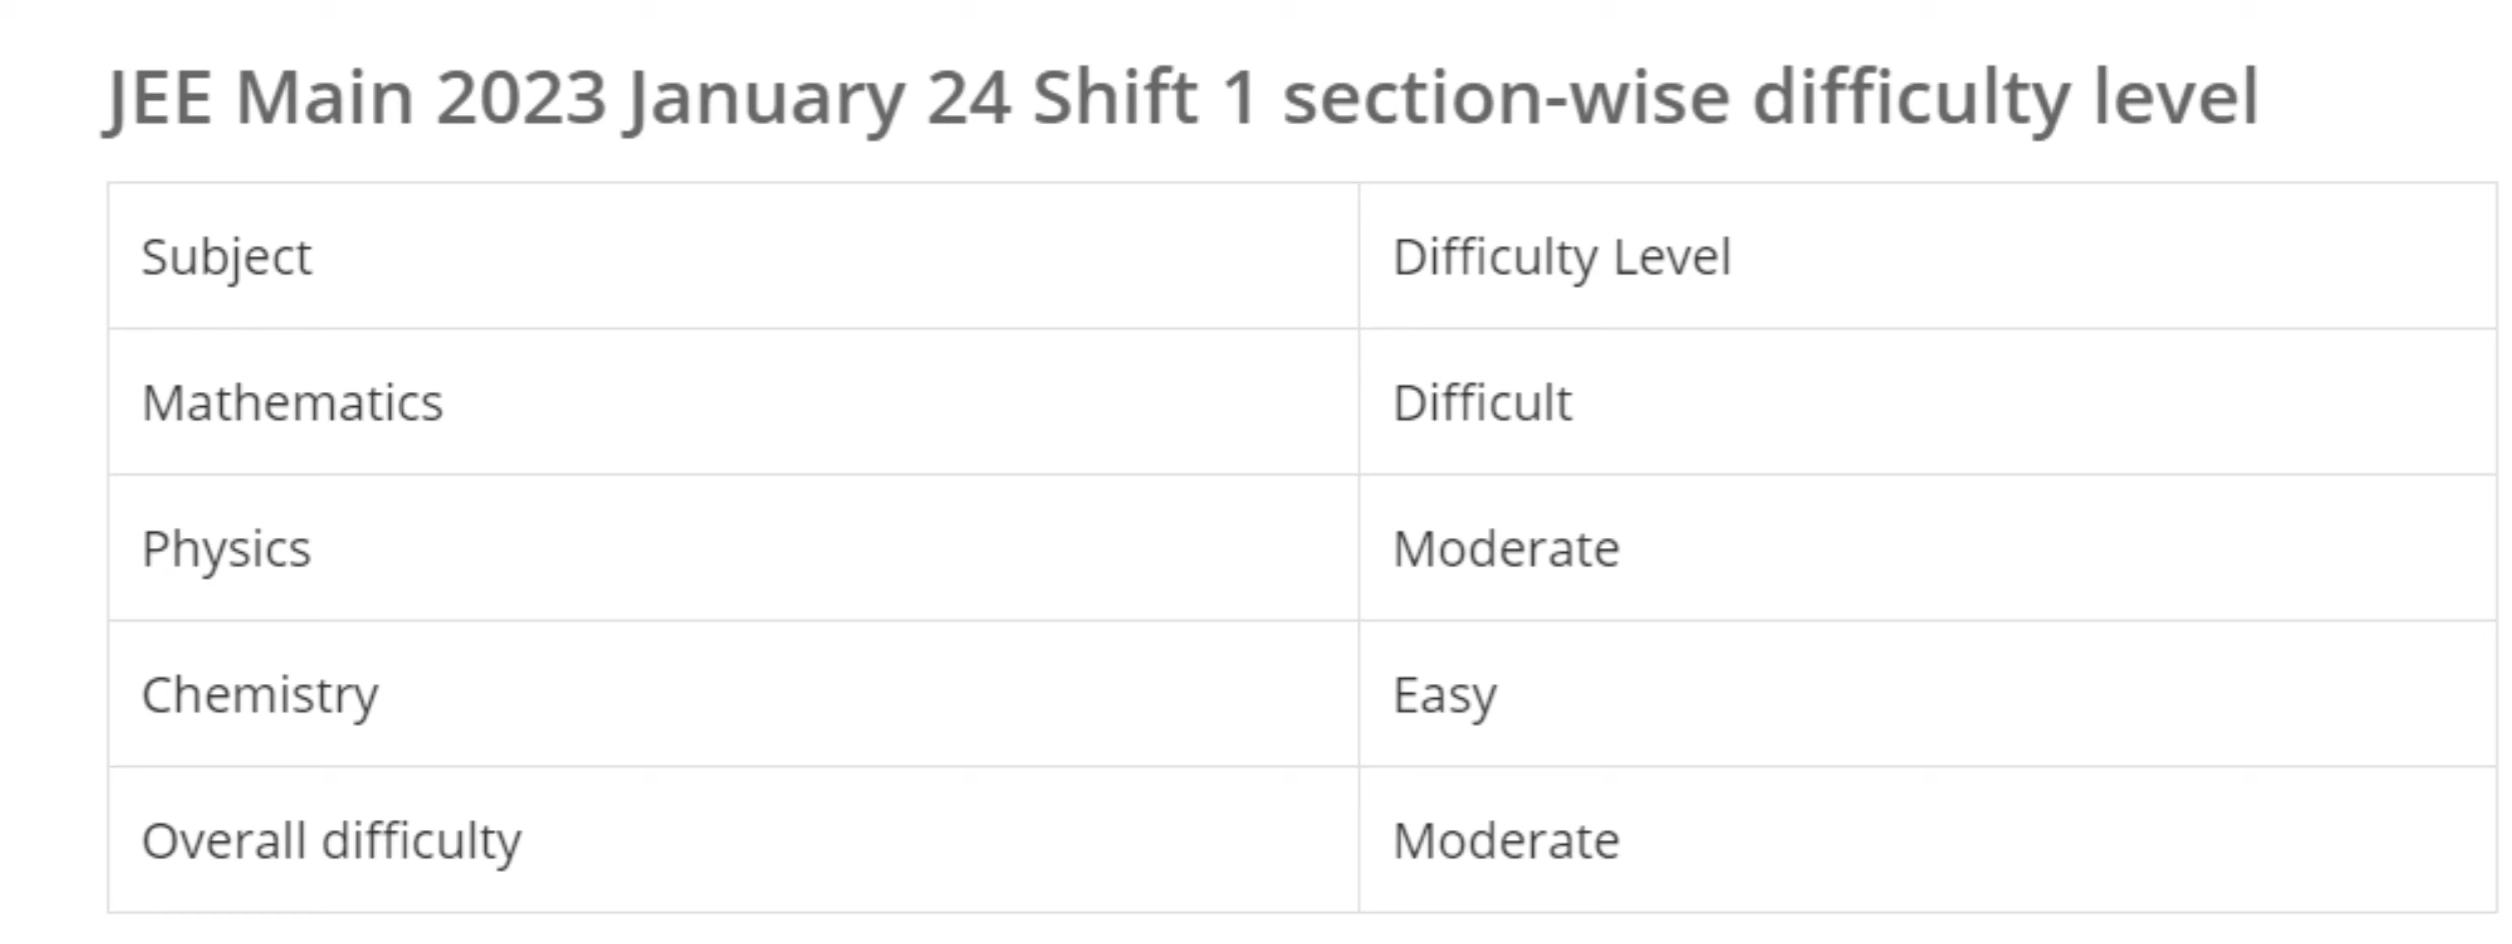 JEE Main 2023 January 24 Shift 1 section-wise difficulty level
Subject Difficulty Level
Mathematics Difficult
Physics Moderate
Chemistry Easy
Overall difficulty Moderate